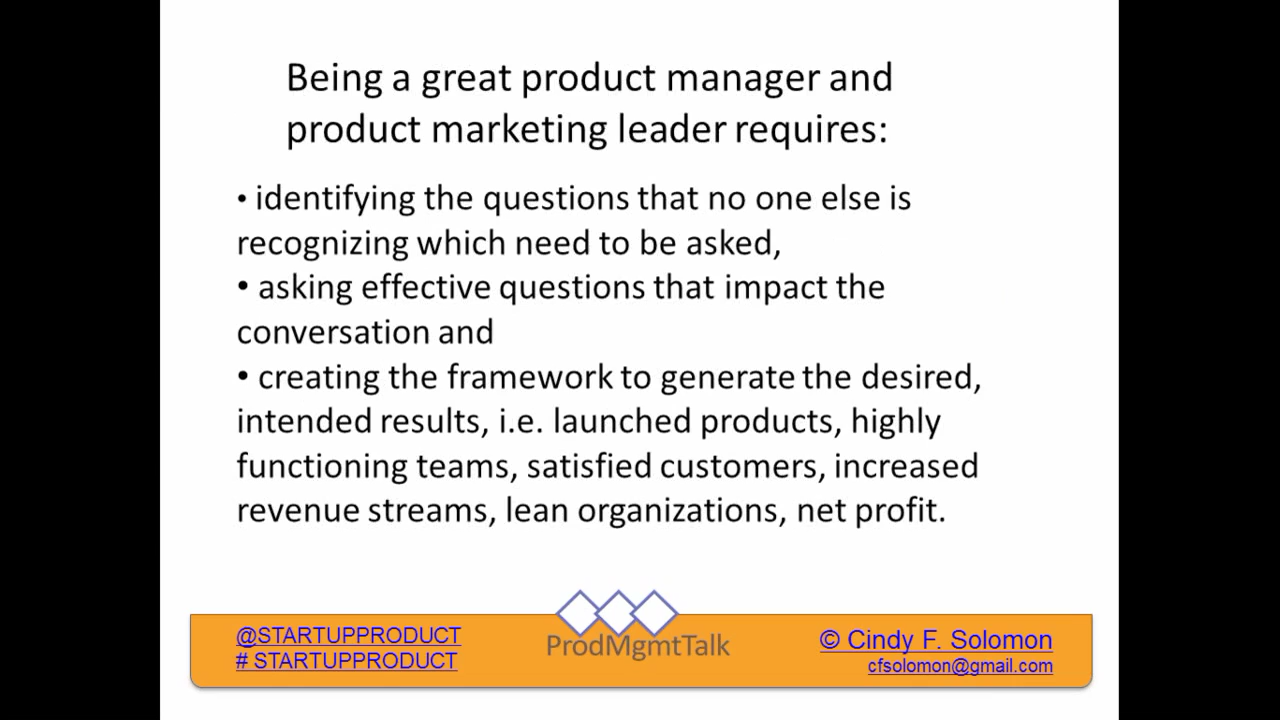 Being a great product manager and
product marketing leader requires:
• identifying the questions that no one else is
recognizing which need to be asked,
• asking effective questions that impact the
conversation and
• creating the framework to generate the desired,
intended results, i.e. launched products, highly
functioning teams, satisfied customers, increased
revenue streams, lean organizations, net profit.
@STARTUPPRODUCT
# STARTUPPRODUCT
ProdMgmtTalk
© Cindy F. Solomon
cfsolomon@gmail.com